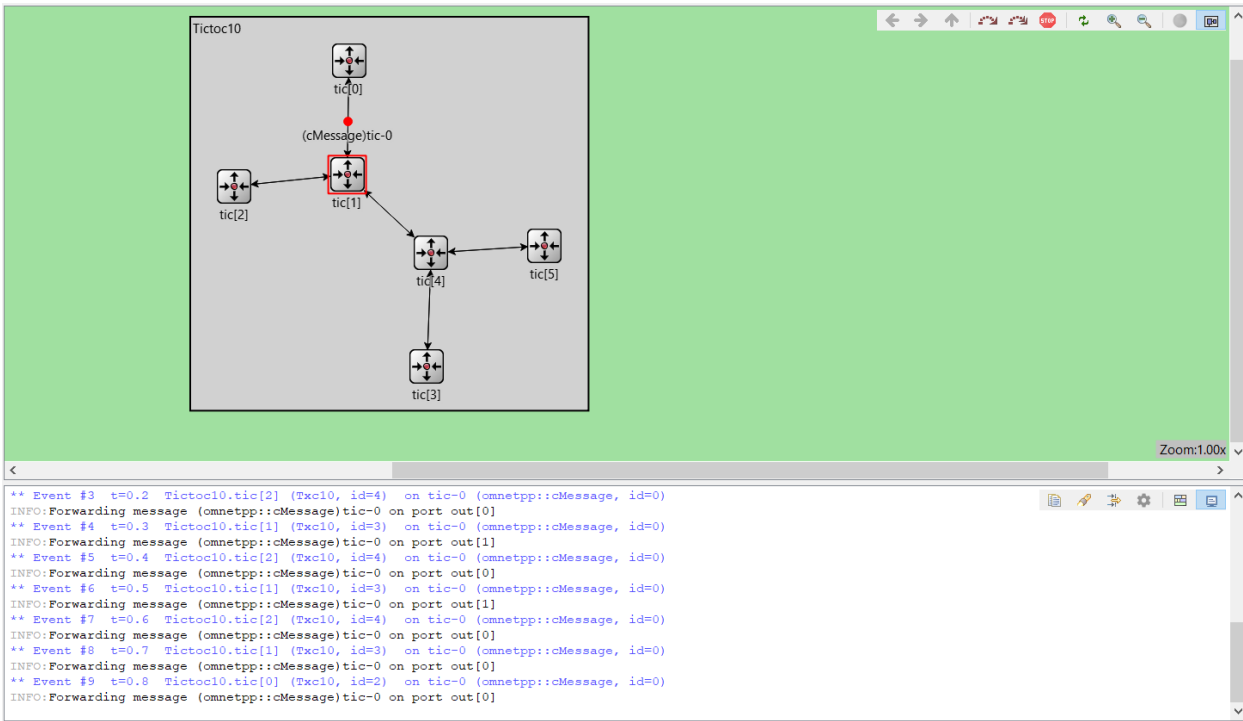 Tictoc10
STOP
tic[0]
(cMessage)tic-0
tic[1]
tic[2]
tic[4]
tic[5]
tic[3]
Zoom:1.00x
** Event #3  t=0.2  Tictoc10.tic[2] (Txc10, id=4)  on tic-0 (omnetpp::cMessage, id=0)
INFO:Forwarding message (omnetpp::cMessage)tic-0 on port out[0]
** Event #4  t=0.3  Tictoc10.tic[1] (Txc10, id=3)  on tic-0 (omnetpp::cMessage, id=0)
INFO:Forwarding message (omnetpp::cMessage)tic-0 on port out[1]
** Event #5  t=0.4  Tictoc10.tic[2] (Txc10, id=4)  on tic-0 (omnetpp::cMessage, id=0)
INFO:Forwarding message (omnetpp::cMessage)tic-0 on port out[0]
** Event #6  t=0.5  Tictoc10.tic[1] (Txc10, id=3)  on tic-0 (omnetpp::cMessage, id=0)
INFO:Forwarding message (omnetpp::cMessage)tic-0 on port out[1]
** Event #7  t=0.6  Tictoc10.tic[2] (Txc10, id=4)  on tic-0 (omnetpp::cMessage, id=0)
INFO:Forwarding message (omnetpp::cMessage)tic-0 on port out[0]
** Event #8  t=0.7  Tictoc10.tic[1] (Txc10, id=3)  on tic-0 (omnetpp::cMessage, id=0)
INFO:Forwarding message (omnetpp::cMessage)tic-0 on port out[0]
** Event #9  t=0.8  Tictoc10.tic[0] (Txc10, id=2)  on tic-0 (omnetpp::cMessage, id=0)
INFO:Forwarding message (omnetpp::cMessage)tic-0 on port out[0]